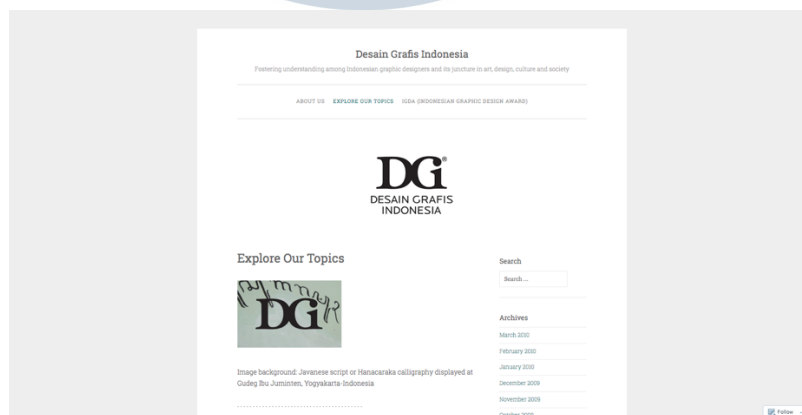 Desain Grafis Indonesia
Fostering understanding among Indonesian graphic designers and its juncture in art, design, culture and society
ABOUT US EXPLORE OUR TOPICS IGDA (INDONESIAN GRAPHIC DESIGN AWARD)
DGi®
DESAIN GRAFIS
INDONESIA
Explore Our Topics
DGi
Image background: Javanese script or Hanacaraka calligraphy displayed at
Gudeg Ibu Juminten, Yogyakarta-Indonesia
Search
Search ...
Archives
March 2010
February 2010
January 2010
December 2009
November 2009
October 2009
Follow